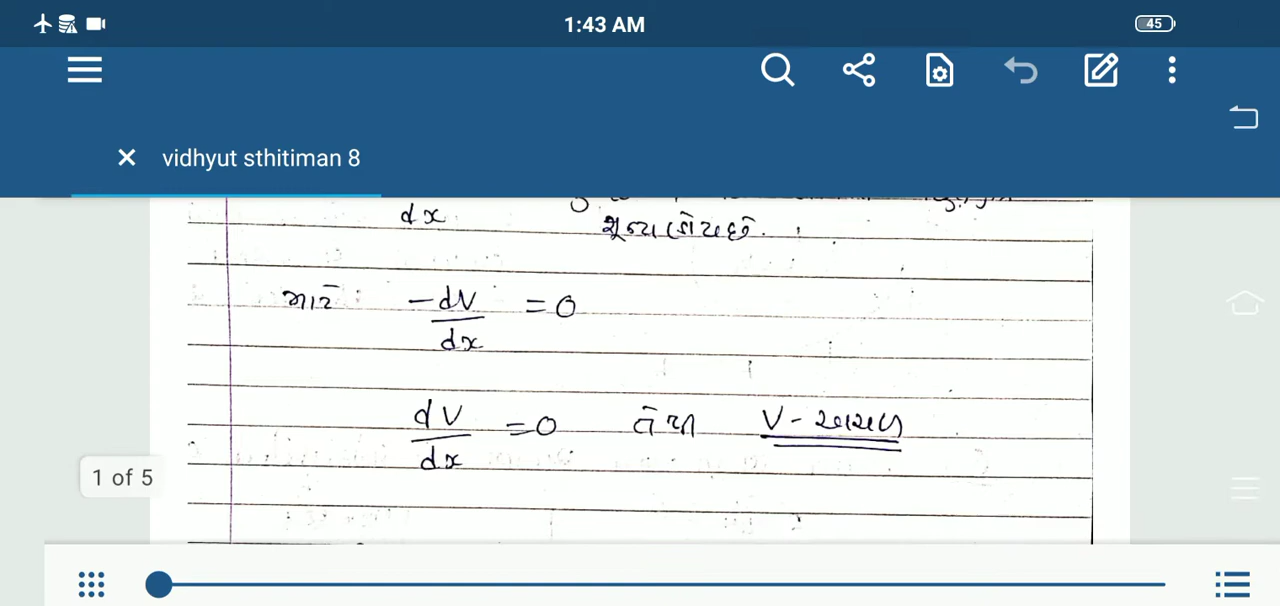 1:43 AM
45
vidhyut sthitiman 8
dx શૂન્ય હોય છે.
માટે -dV/dx = 0
dV/dx = 0 તેથી V - અચળ
1 of 5